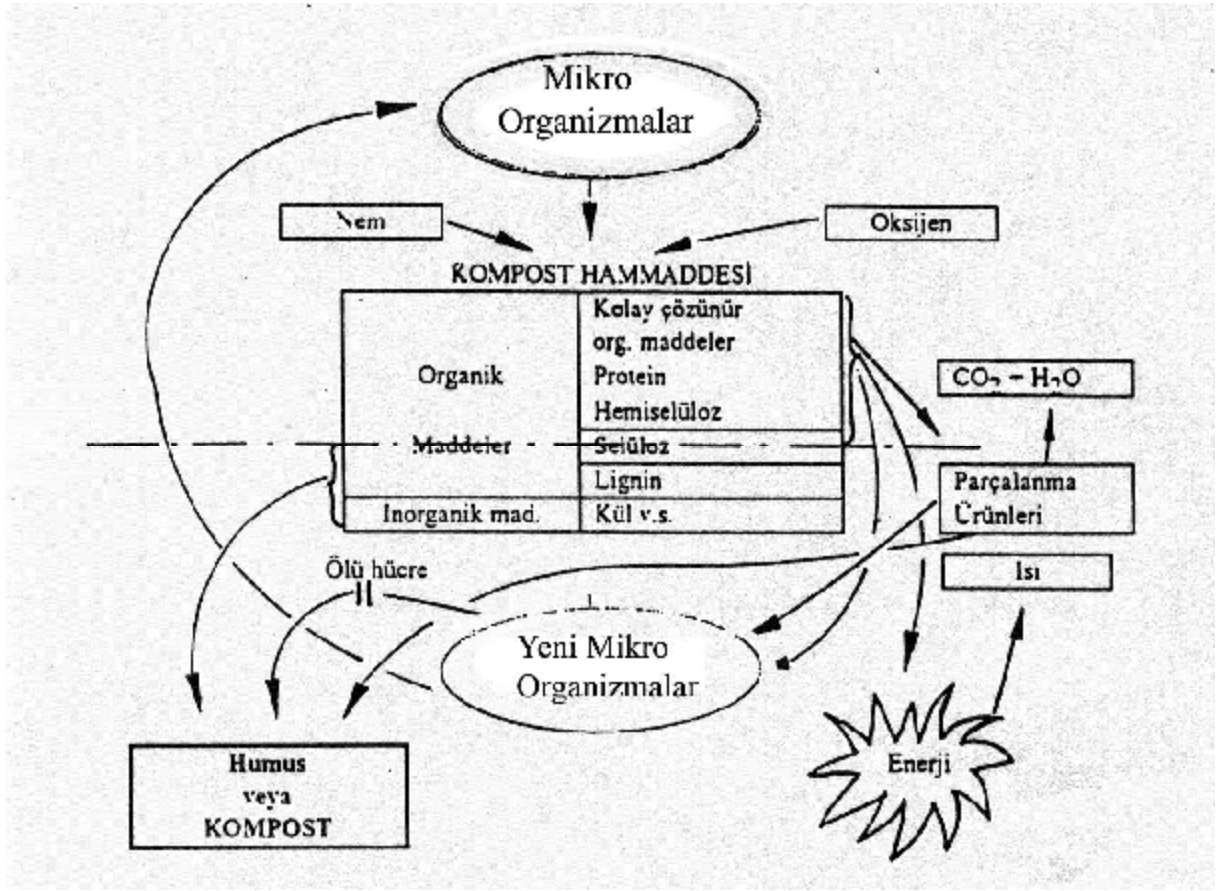 Mikro
Organizmalar
Nem
Oksijen
KOMPOST HAMMADDESİ
Kolay çözünür
org. maddeler
Organik
Protein
Hemiselüloz
Maddeler
Selüloz
Lignin
Inorganik mad.
Kül v.s.
CO2 – H2O
Parçalanma
Ürünleri
Isı
Ölü hücre
Yeni Mikro
Organizmalar
Enerji
Humus
veya
KOMPOST